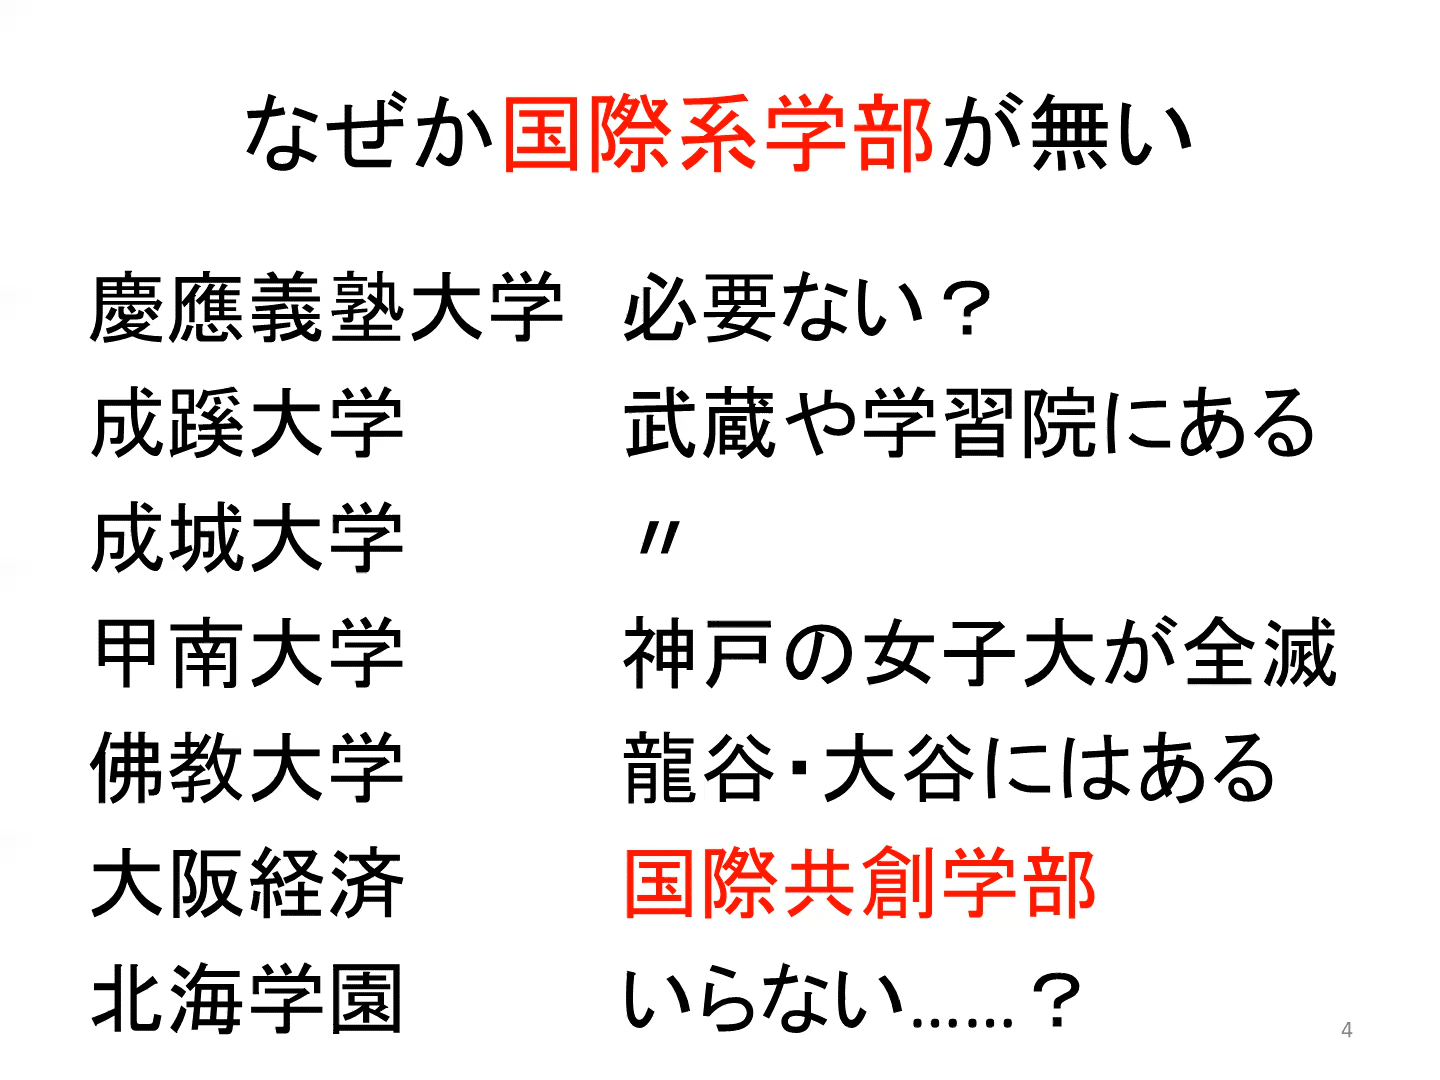 なぜか国際系学部が無い
慶應義塾大学　必要ない？
成蹊大学　武蔵や学習院にある
成城大学　〃
甲南大学　神戸の女子大が全滅
佛教大学　龍谷・大谷にはある
大阪経済　国際共創学部
北海学園　いらない……？
4